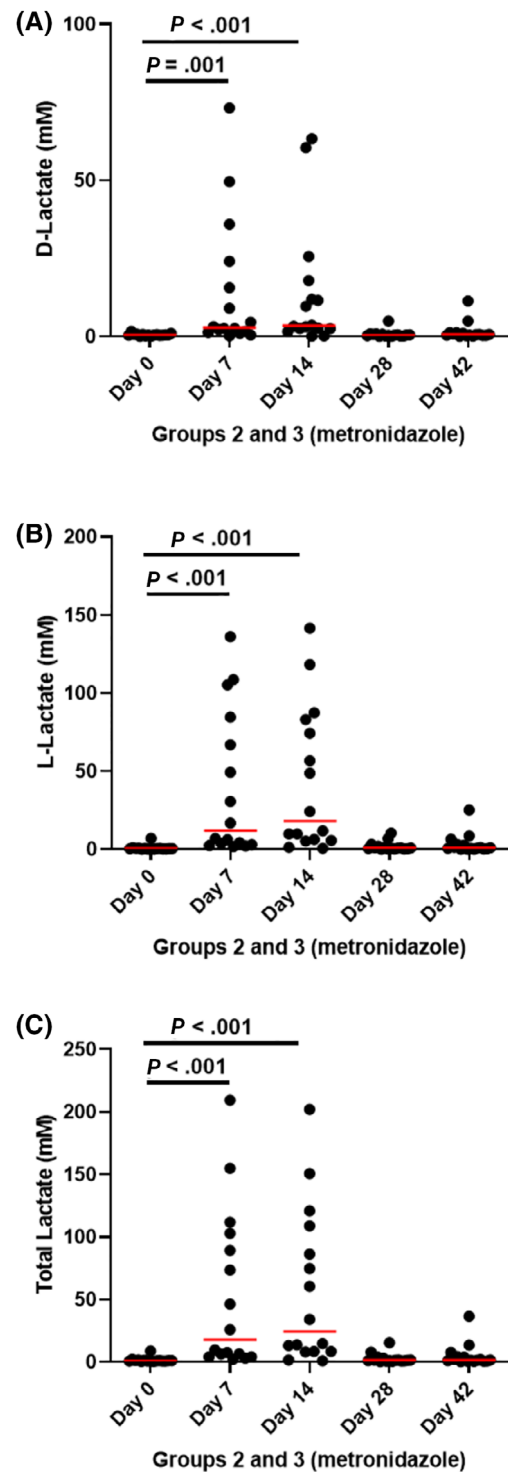 (A)
100
50
0
D-Lactate (mM)
P < .001
P = .001
Day 0
Day 7
Day 14
Day 28
Day 42
Groups 2 and 3 (metronidazole)
(B)
200
150
100
50
0
L-Lactate (mM)
P < .001
P < .001
Day 0
Day 7
Day 14
Day 28
Day 42
Groups 2 and 3 (metronidazole)
(C)
250
200
150
100
50
0
Total Lactate (mM)
P < .001
P < .001
Day 0
Day 7
Day 14
Day 28
Day 42
Groups 2 and 3 (metronidazole)